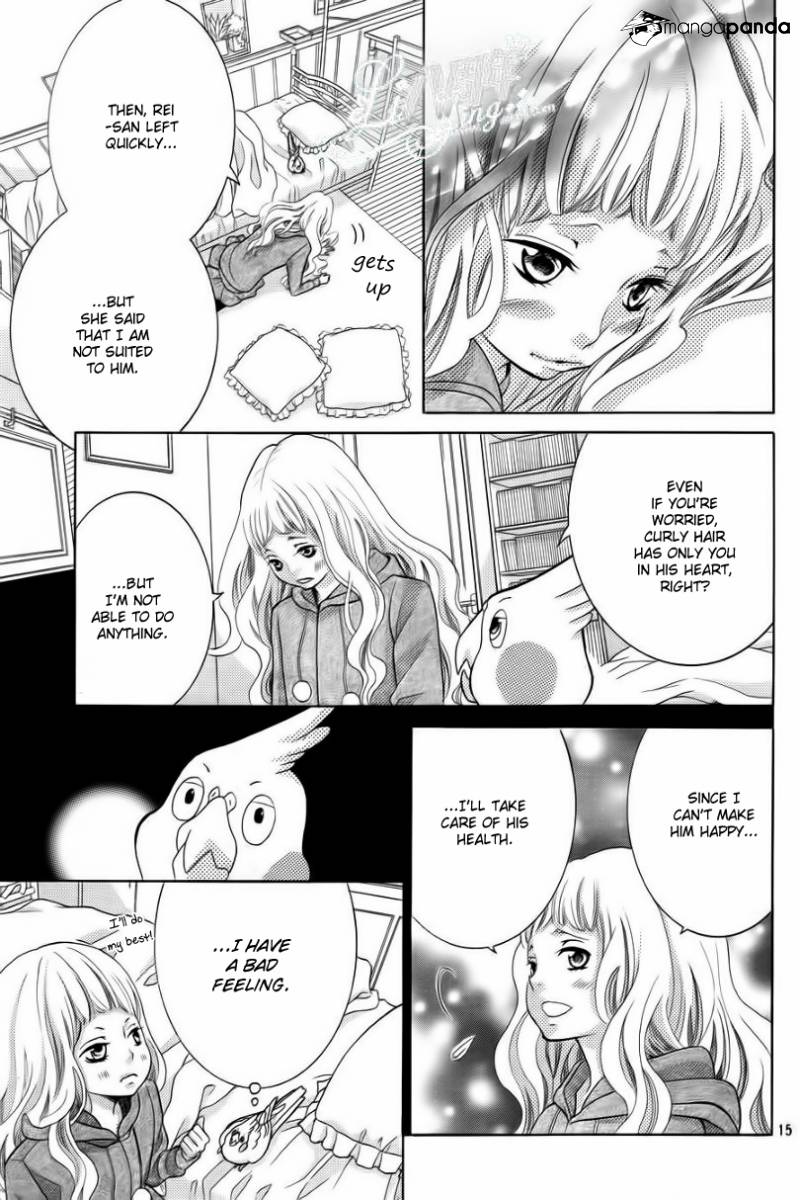 mangapanda
THEN, REI
-SAN LEFT
QUICKLY...
...BUT
SHE SAID
THAT I AM
NOT SUITED
TO HIM.
gets
up
EVEN
IF YOU'RE
WORRIED,
CURLY HAIR
HAS ONLY YOU
IN HIS HEART,
RIGHT?
...BUT
I'M NOT
ABLE TO DO
ANYTHING.
SINCE I
CAN'T MAKE
HIM HAPPY...
...I'LL TAKE
CARE OF HIS
HEALTH.
I'll do
my best!
...I HAVE
A BAD
FEELING.
15